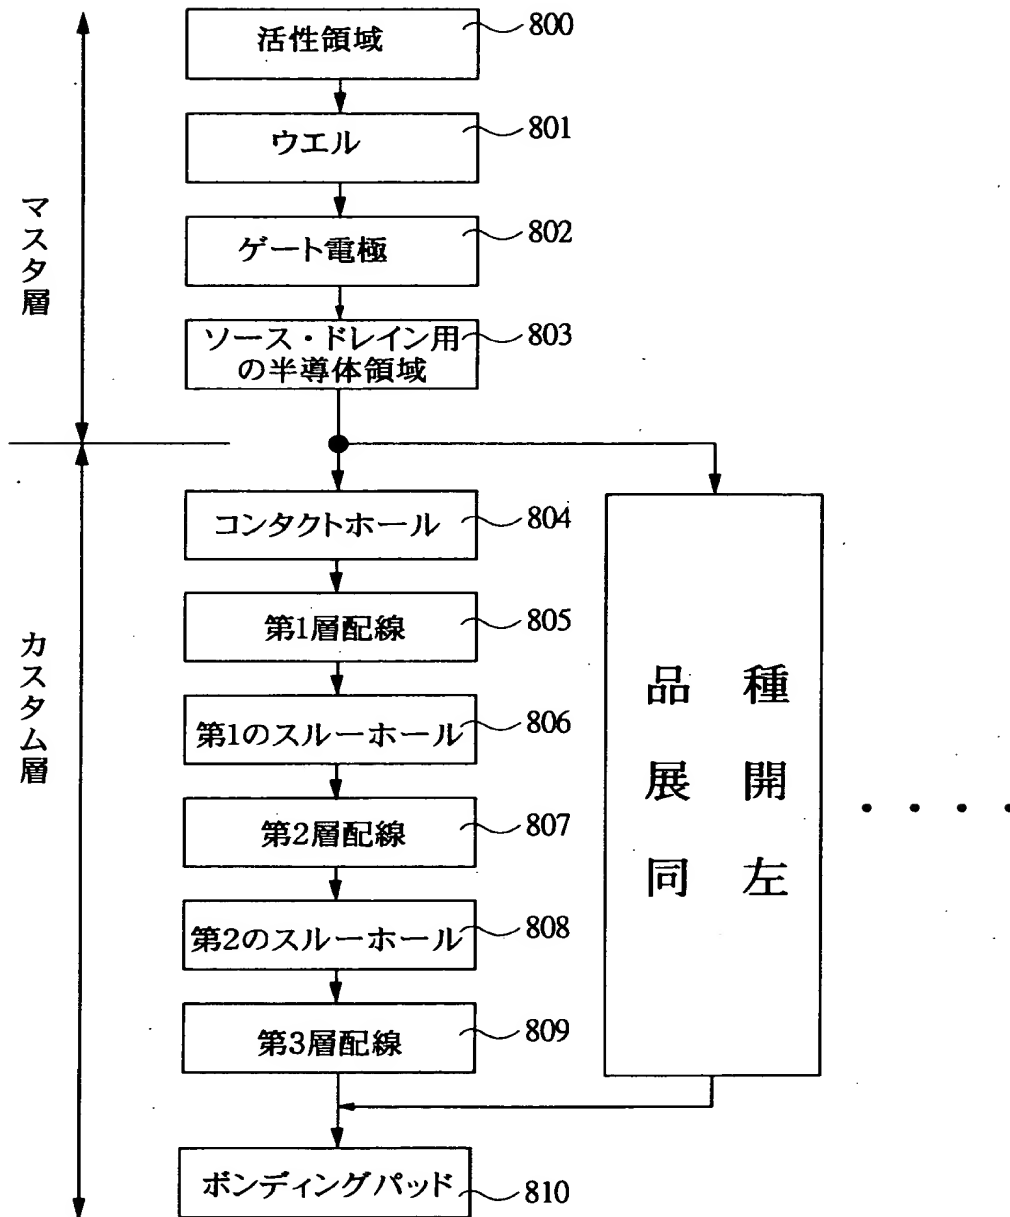 活性領域
800
ウエル
801
ゲート電極
802
ソース・ドレイン用
の半導体領域
803
マスタ層
コンタクトホール
804
第1層配線
805
第1のスルーホール
806
第2層配線
807
第2のスルーホール
808
第3層配線
809
ボンディングパッド
810
カスタム層
品種
展開
同左